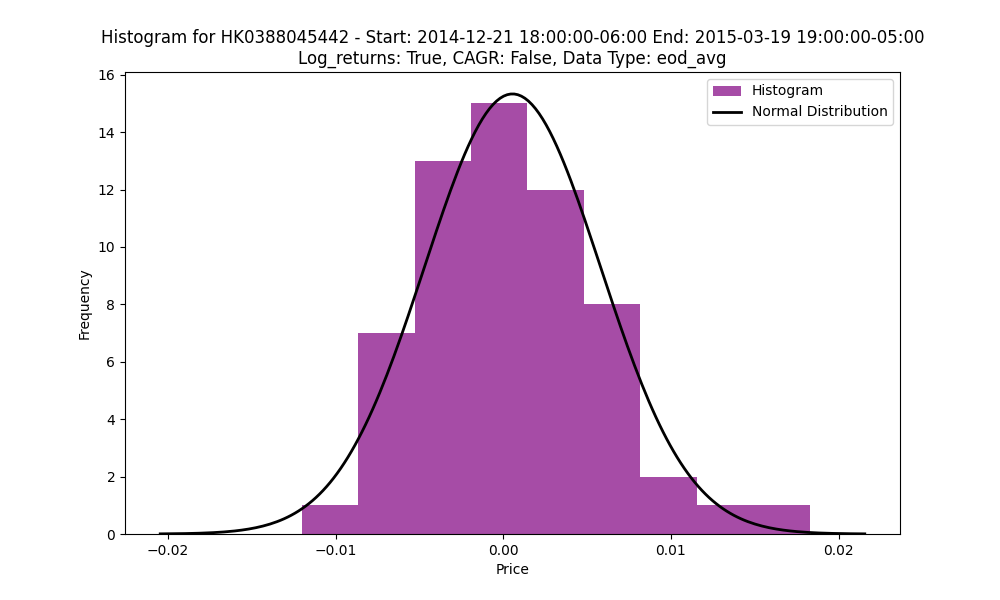 Histogram for HK0388045442 - Start: 2014-12-21 18:00:00-06:00 End: 2015-03-19 19:00:00-05:00
Log_returns: True, CAGR: False, Data Type: eod_avg
Histogram
Normal Distribution
Frequency
16
14
12
10
8
6
4
2
0
−0.02
−0.01
0.00
0.01
0.02
Price